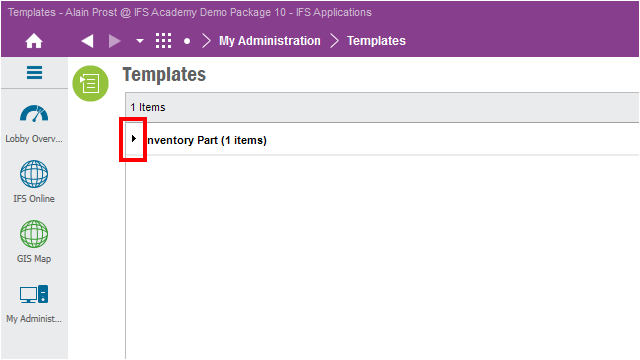 Templates - Alain Prost @ IFS Academy Demo Package 10 - IFS Applications
My Administration
Templates
Templates
1 Items
nventory Part (1 items)
Lobby Overv...
IFS Online
GIS Map
My Administ...